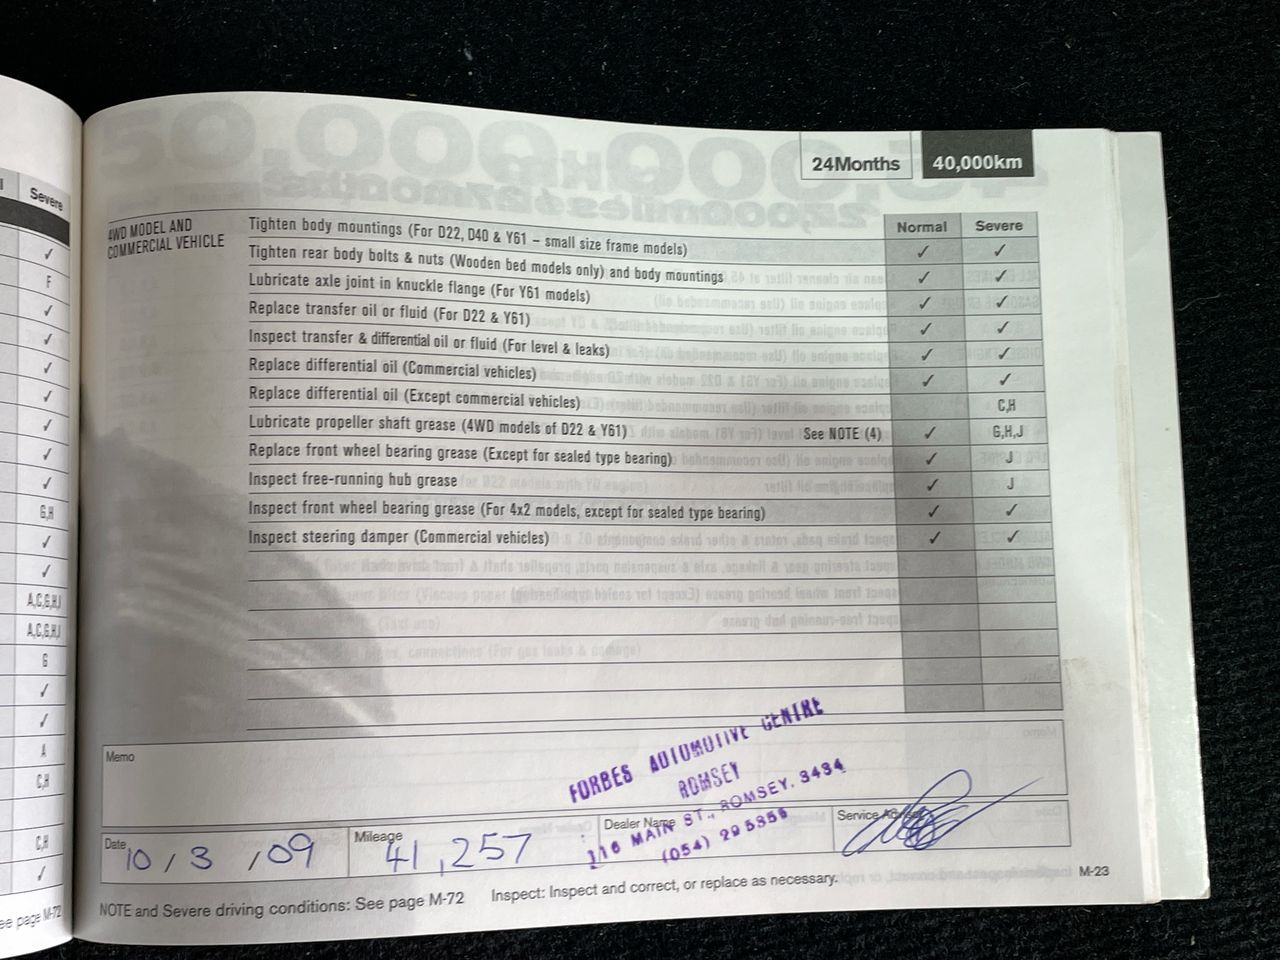 24Months 40,000km
Normal Severe
4WD MODEL AND COMMERCIAL VEHICLE
Tighten body mountings (For D22, D40 & Y61 – small size frame models) ✓ ✓
Tighten rear body bolts & nuts (Wooden bed models only) and body mountings ✓ ✓
Lubricate axle joint in knuckle flange (For Y61 models) ✓ ✓
Replace transfer oil or fluid (For D22 & Y61) ✓ ✓
Inspect transfer & differential oil or fluid (For level & leaks) ✓ ✓
Replace differential oil (Commercial vehicles) ✓ ✓
Replace differential oil (Except commercial vehicles) C,H
Lubricate propeller shaft grease (4WD models of D22 & Y61) See NOTE (4) ✓ G,H,J
Replace front wheel bearing grease (Except for sealed type bearing) ✓ J
Inspect free-running hub grease ✓ J
Inspect front wheel bearing grease (For 4x2 models, except for sealed type bearing) ✓ ✓
Inspect steering damper (Commercial vehicles) ✓ ✓
Memo
FORBES AUTOMOTIVE CENTRE
ROMSEY
116 MAIN ST., ROMSEY. 3434
(054) 295356
Date 10/3/09
Mileage 41,257
Dealer Name
Service Advisor
NOTE and Severe driving conditions: See page M-72
Inspect: Inspect and correct, or replace as necessary.
M-23
Severe
✓
F
✓
✓
✓
✓
✓
✓
✓
G,H
✓
✓
A,C,G,H,I
A,C,G,H,I
G
✓
✓
A
C,H
C,H
✓
ee page M-72